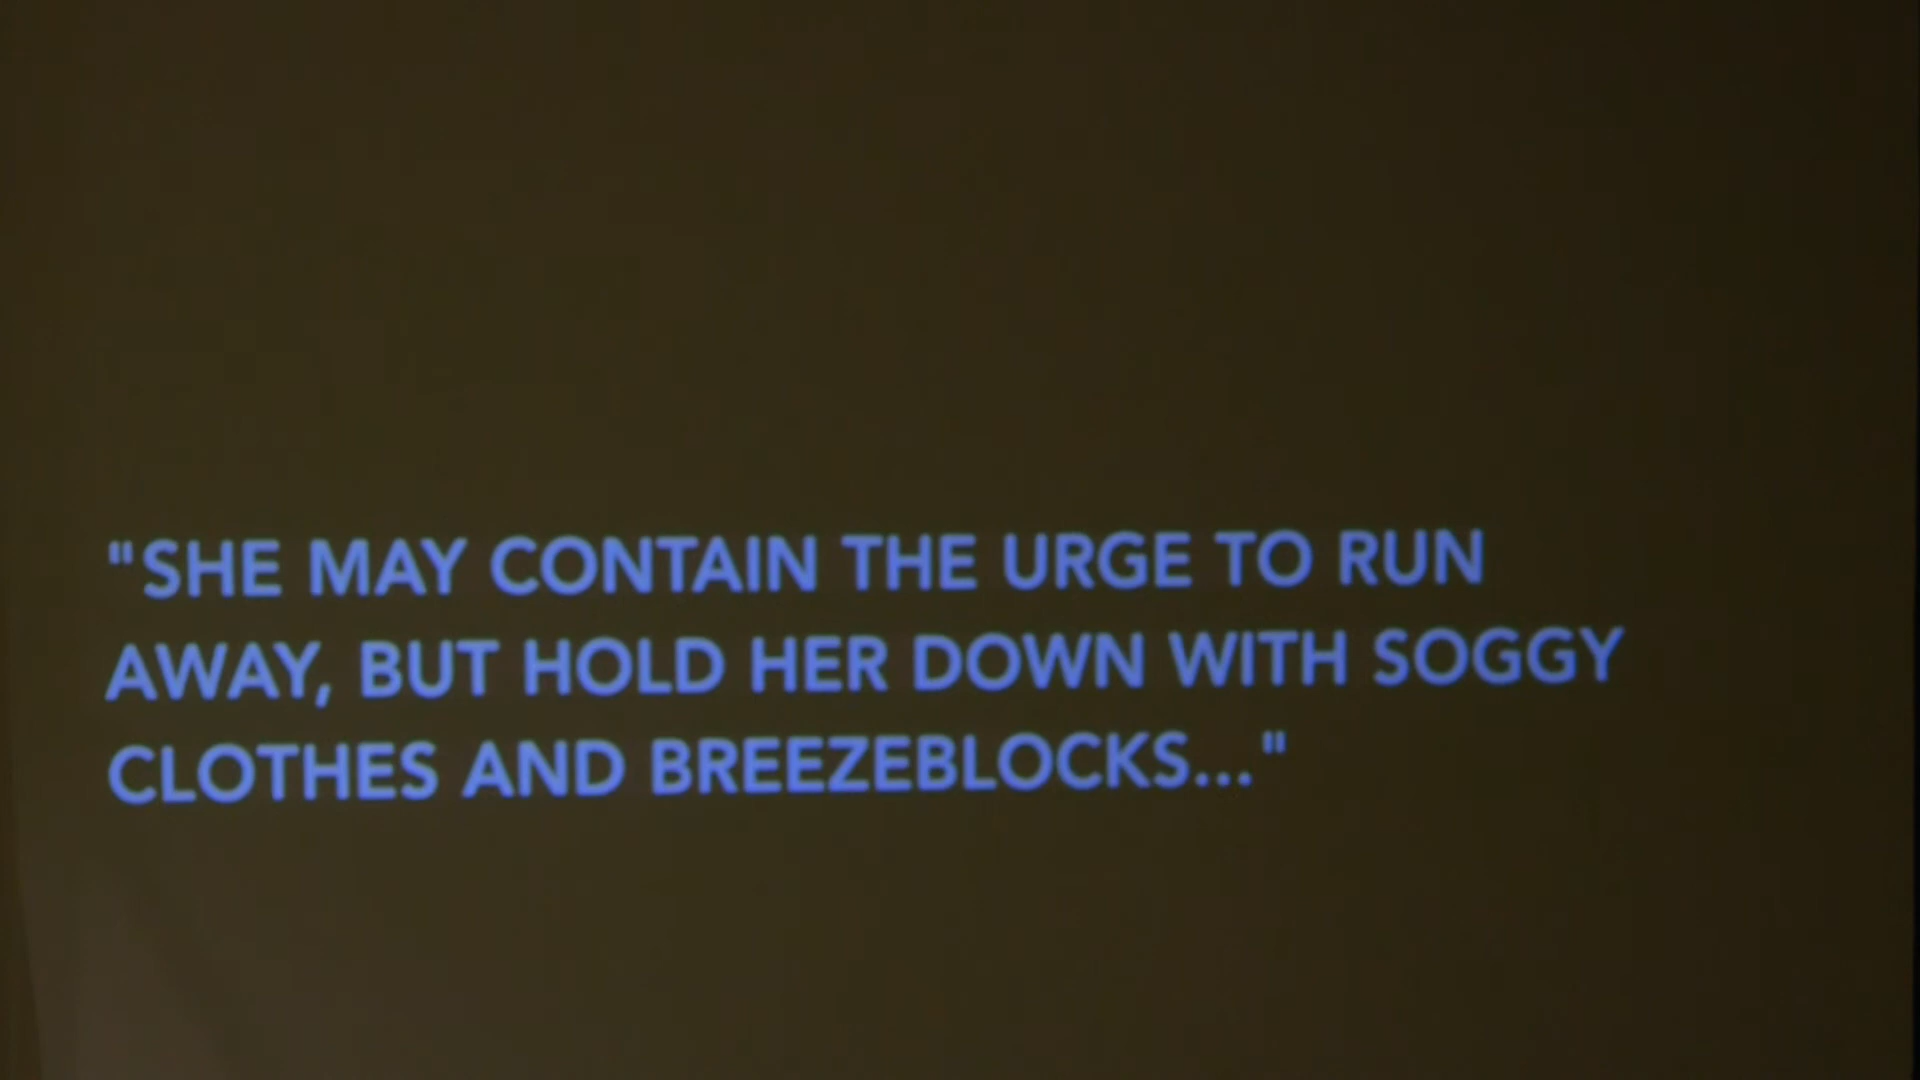 "SHE MAY CONTAIN THE URGE TO RUN
AWAY, BUT HOLD HER DOWN WITH SOGGY
CLOTHES AND BREEZEBLOCKS..."